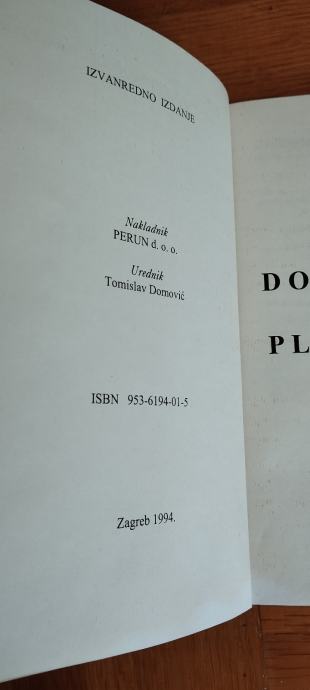 IZVANREDNO IZDANJE
Nakladnik
PERUN d. o. o.
Urednik
Tomislav Domović
ISBN 953-6194-01-5
Zagreb 1994.
DO
PL